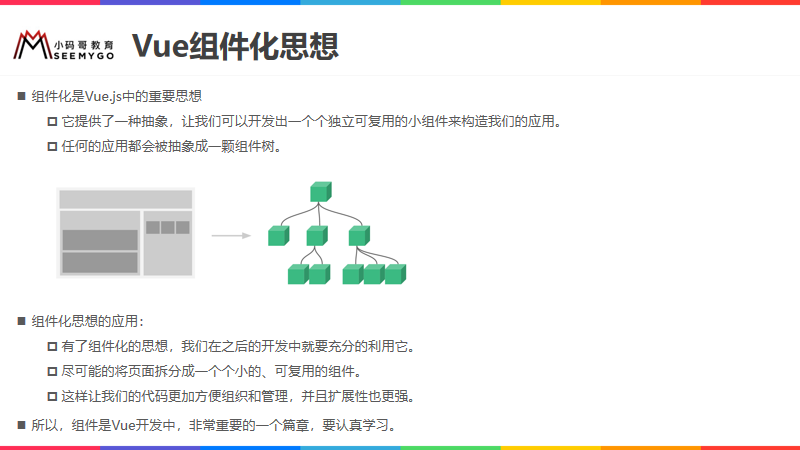 小码哥教育
SEEMYGO
Vue组件化思想
组件化是Vue.js中的重要思想
它提供了一种抽象，让我们可以开发出一个个独立可复用的小组件来构造我们的应用。
任何的应用都会被抽象成一颗组件树。
组件化思想的应用：
有了组件化的思想，我们在之后的开发中就要充分的利用它。
尽可能的将页面拆分成一个个小的、可复用的组件。
这样让我们的代码更加方便组织和管理，并且扩展性也更强。
所以，组件是Vue开发中，非常重要的一个篇章，要认真学习。